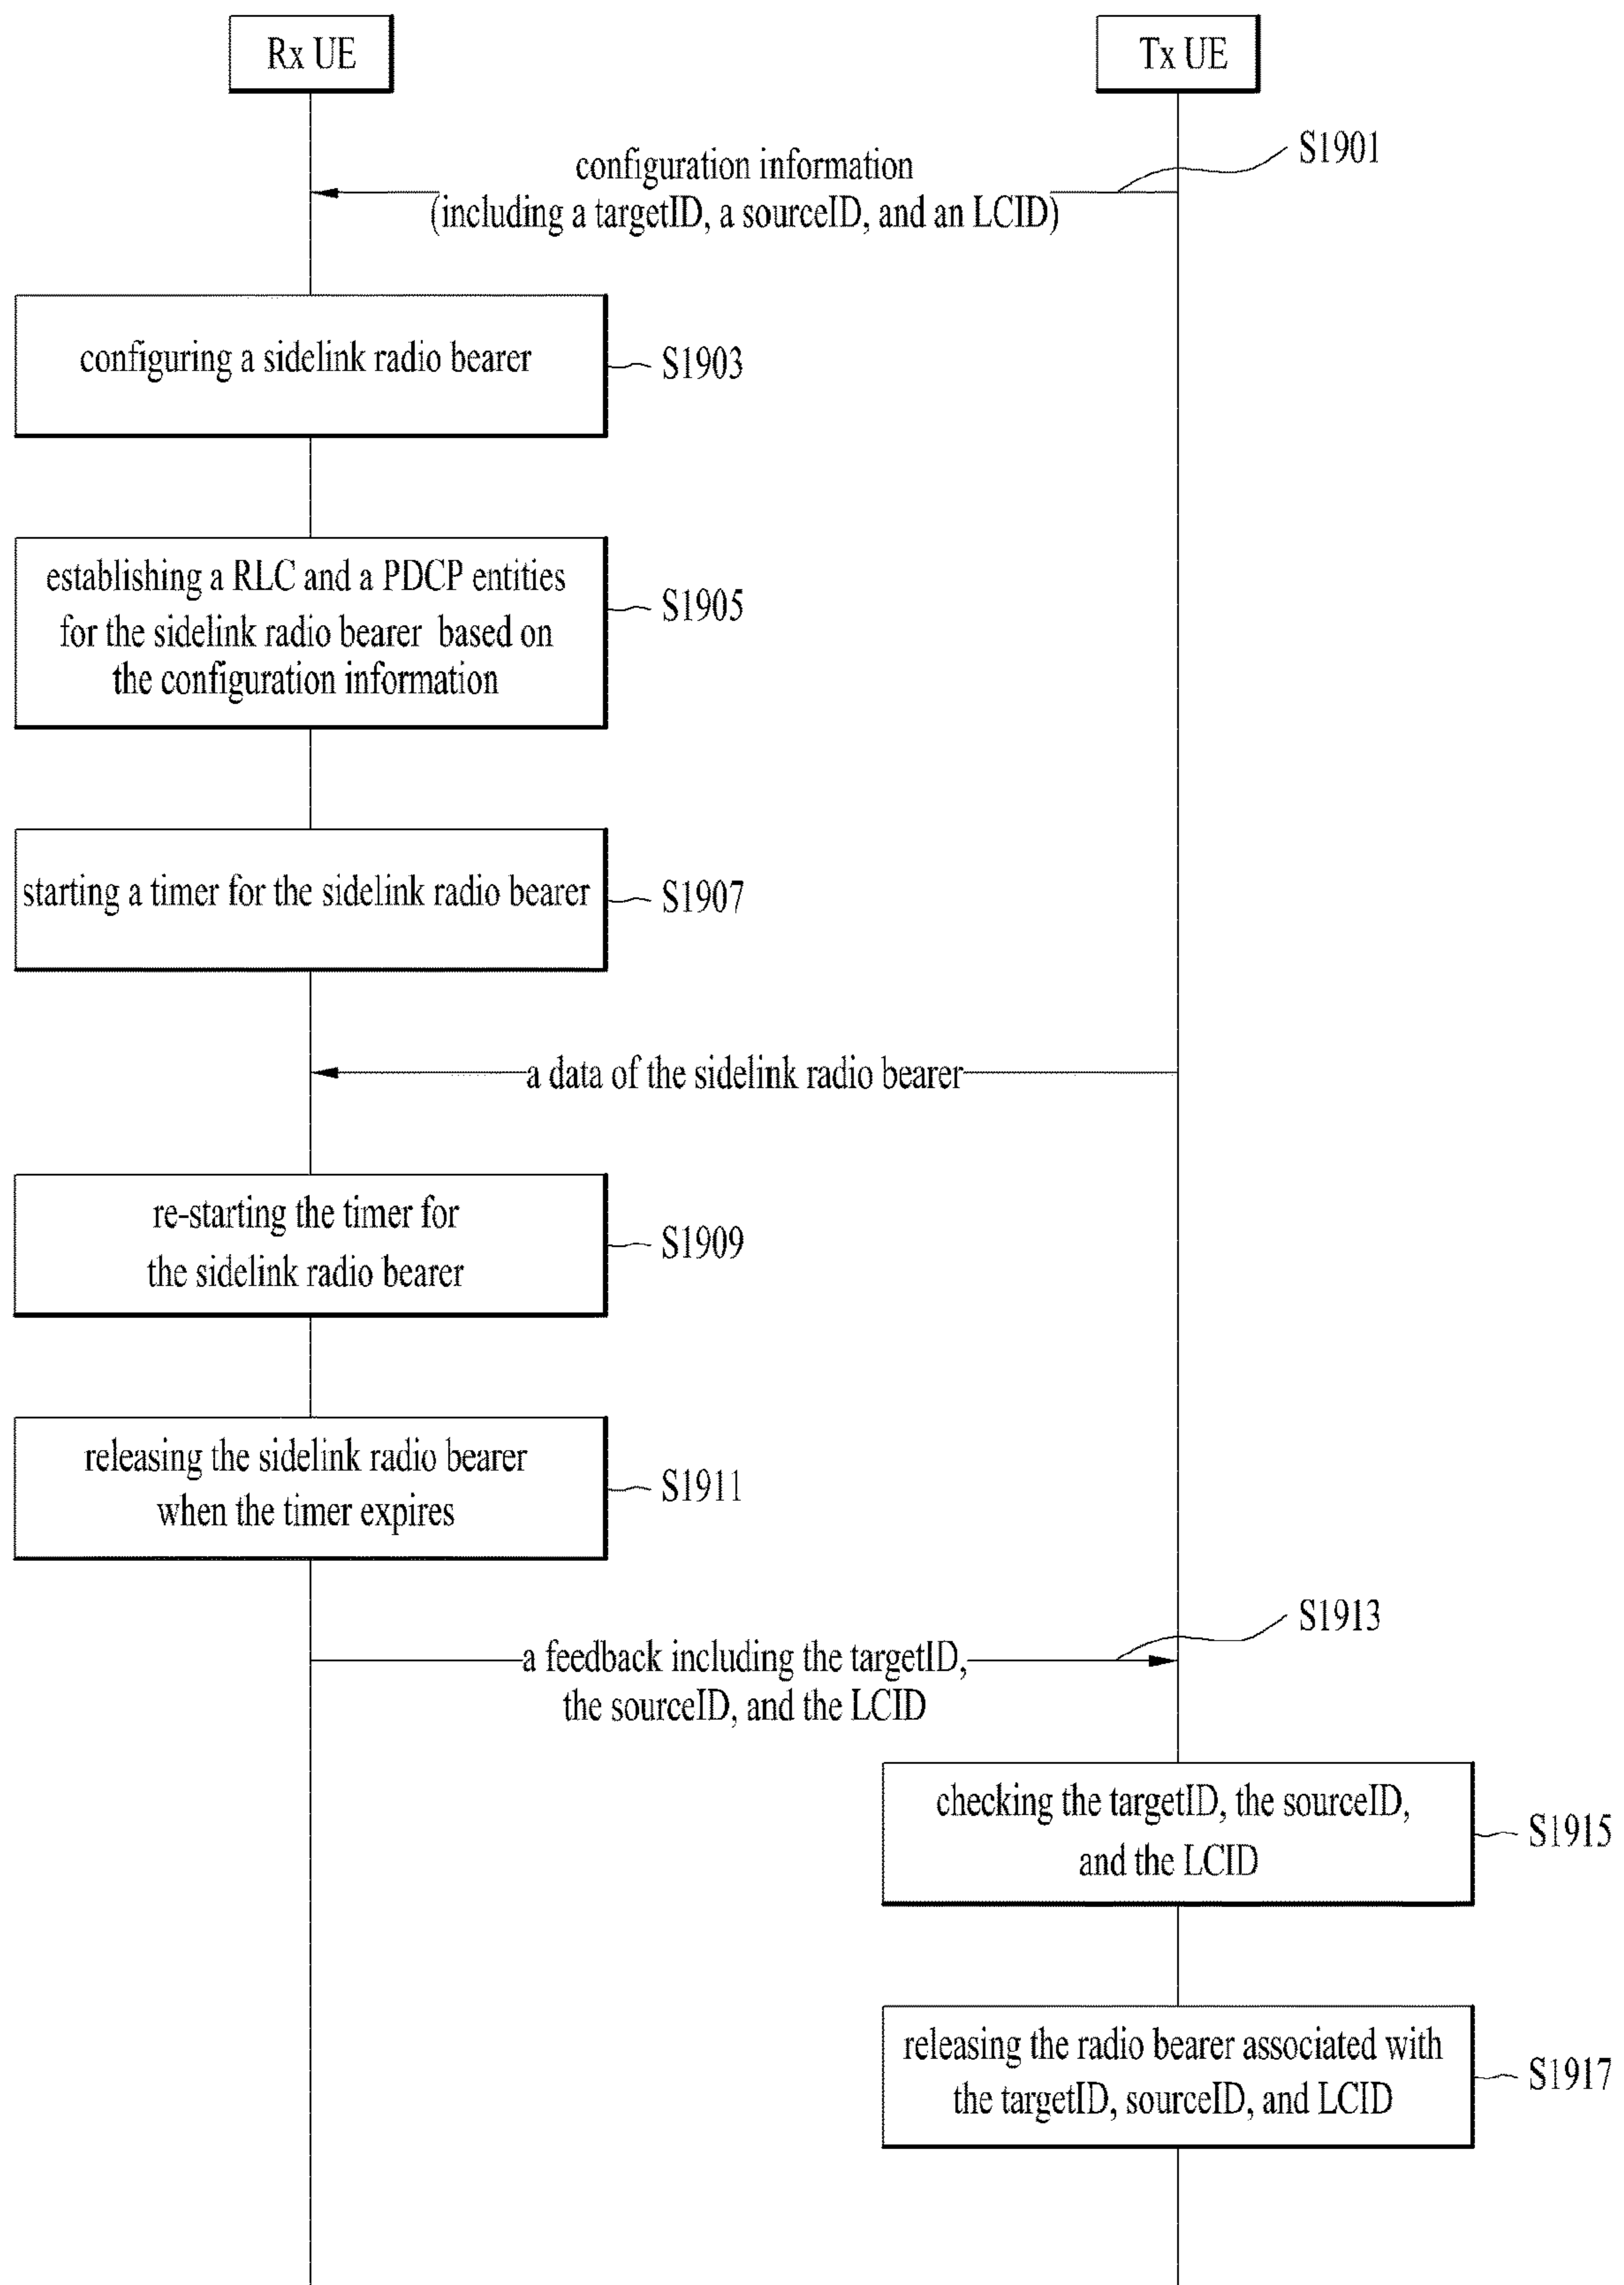 Rx UE
Tx UE
S1901
configuration information
(including a targetID, a sourceID, and an LCID)
configuring a sidelink radio bearer
S1903
establishing a RLC and a PDCP entities
for the sidelink radio bearer based on
the configuration information
S1905
starting a timer for the sidelink radio bearer
S1907
a data of the sidelink radio bearer
re-starting the timer for
the sidelink radio bearer
S1909
releasing the sidelink radio bearer
when the timer expires
S1911
S1913
a feedback including the targetID,
the sourceID, and the LCID
checking the targetID, the sourceID,
and the LCID
S1915
releasing the radio bearer associated with
the targetID, sourceID, and LCID
S1917